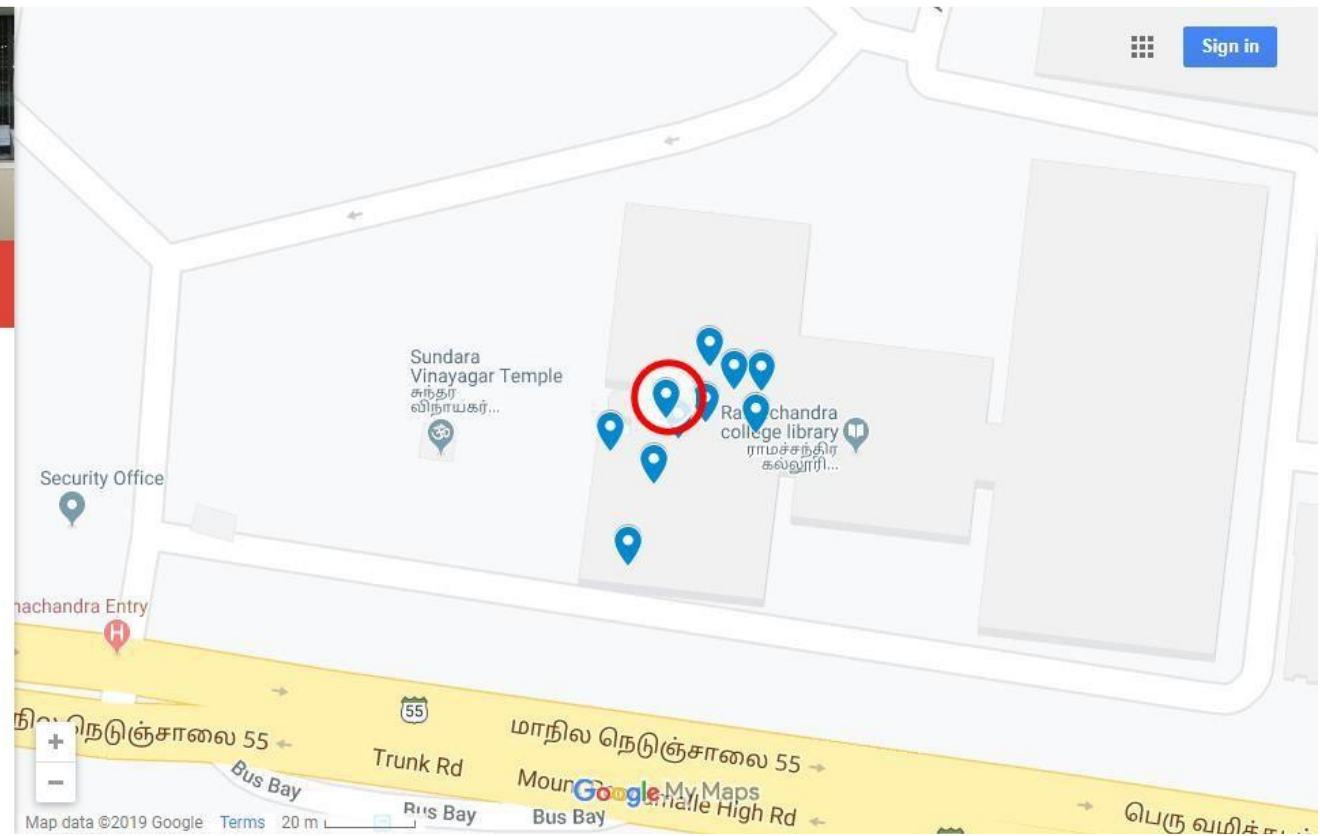 Sign in
Sundara
Vinayagar Temple
சுந்தர
விநாயகர்...
college library
ராமச்சந்திர
கல்லூரி...
Security Office
Entry
H
55
நெடுஞ்சாலை 55
மாநில நெடுஞ்சாலை 55
Trunk Rd
High Rd
Bus Bay
Bus Bay
Bus Bay
Google My Maps
பெரு
+
−
Map data ©2019 Google Terms 20 m